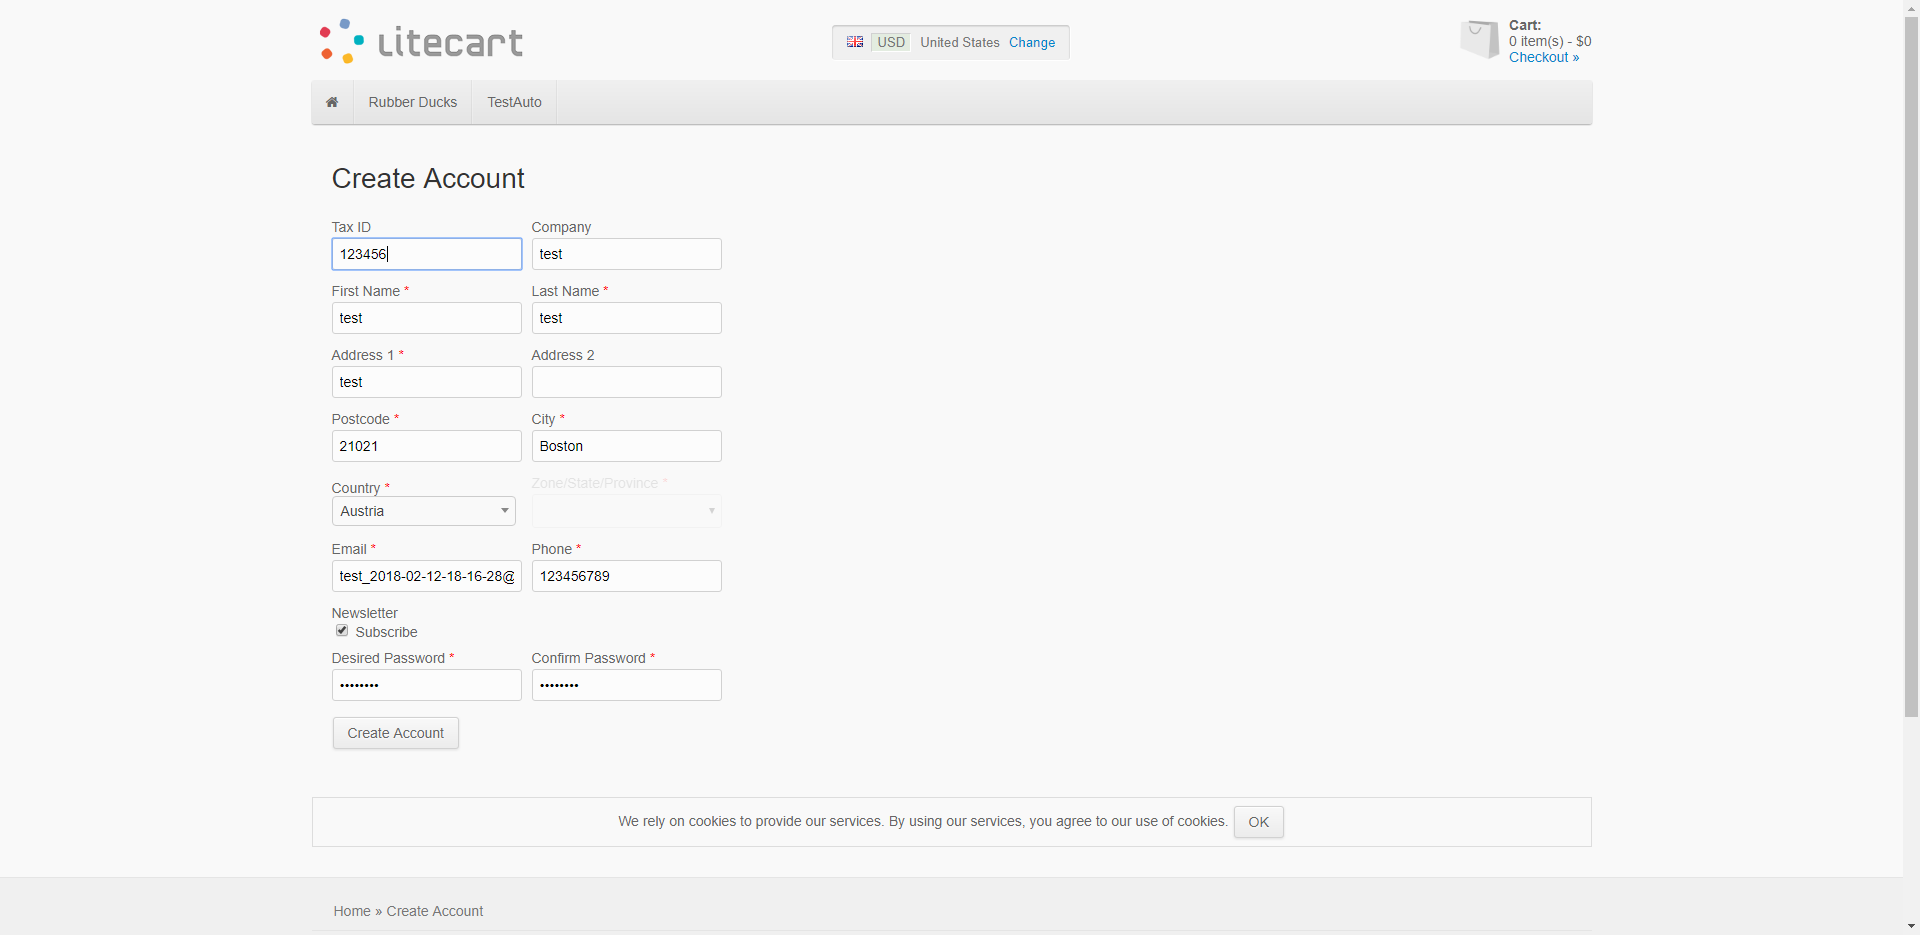 litecart
USD United States Change
Cart:
0 item(s) - $0
Checkout »
Rubber Ducks TestAuto
Create Account
Tax ID Company
123456 test
First Name * Last Name *
test test
Address 1 * Address 2
test
Postcode * City *
21021 Boston
Country * Zone/State/Province *
Austria
Email * Phone *
test_2018-02-12-18-16-28@ 123456789
Newsletter
Subscribe
Desired Password * Confirm Password *
•••••••• ••••••••
Create Account
We rely on cookies to provide our services. By using our services, you agree to our use of cookies. OK
Home » Create Account